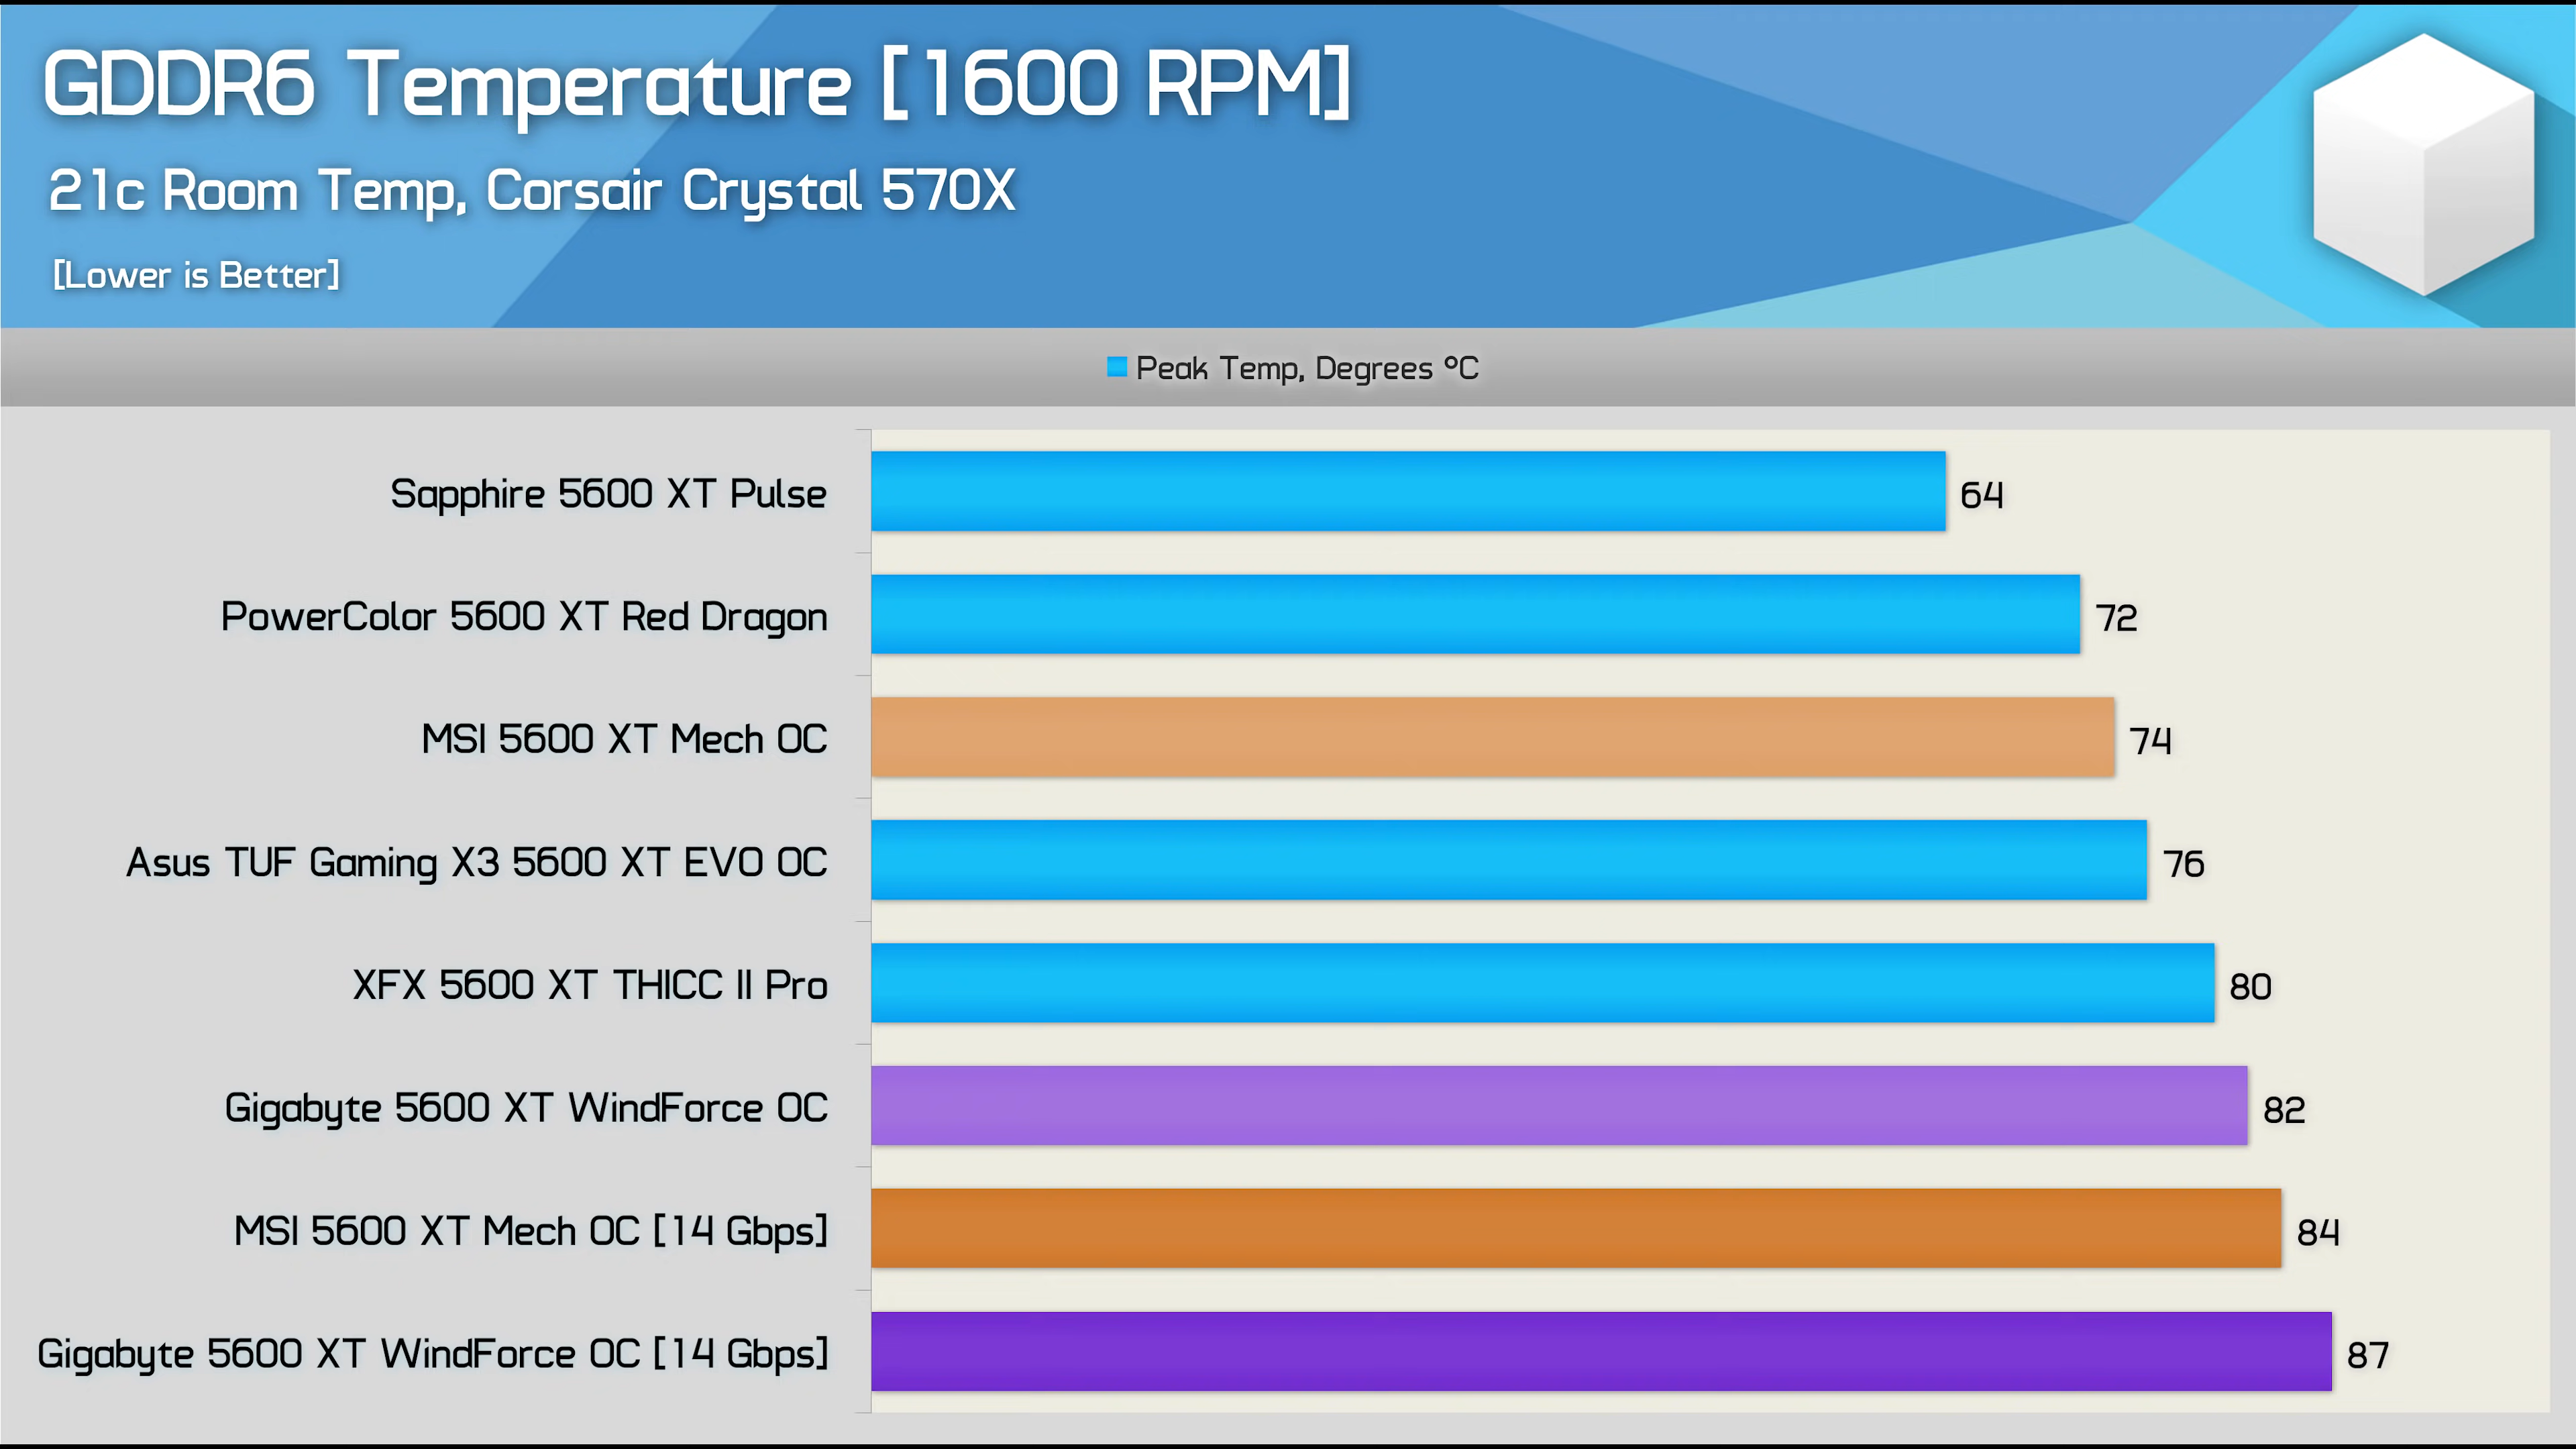 GDDR6 Temperature [1600 RPM]
21c Room Temp, Corsair Crystal 570X
[Lower is Better]
Peak Temp, Degrees °C
Sapphire 5600 XT Pulse 64
PowerColor 5600 XT Red Dragon 72
MSI 5600 XT Mech OC 74
Asus TUF Gaming X3 5600 XT EVO OC 76
XFX 5600 XT THICC II Pro 80
Gigabyte 5600 XT WindForce OC 82
MSI 5600 XT Mech OC [14 Gbps] 84
Gigabyte 5600 XT WindForce OC [14 Gbps] 87